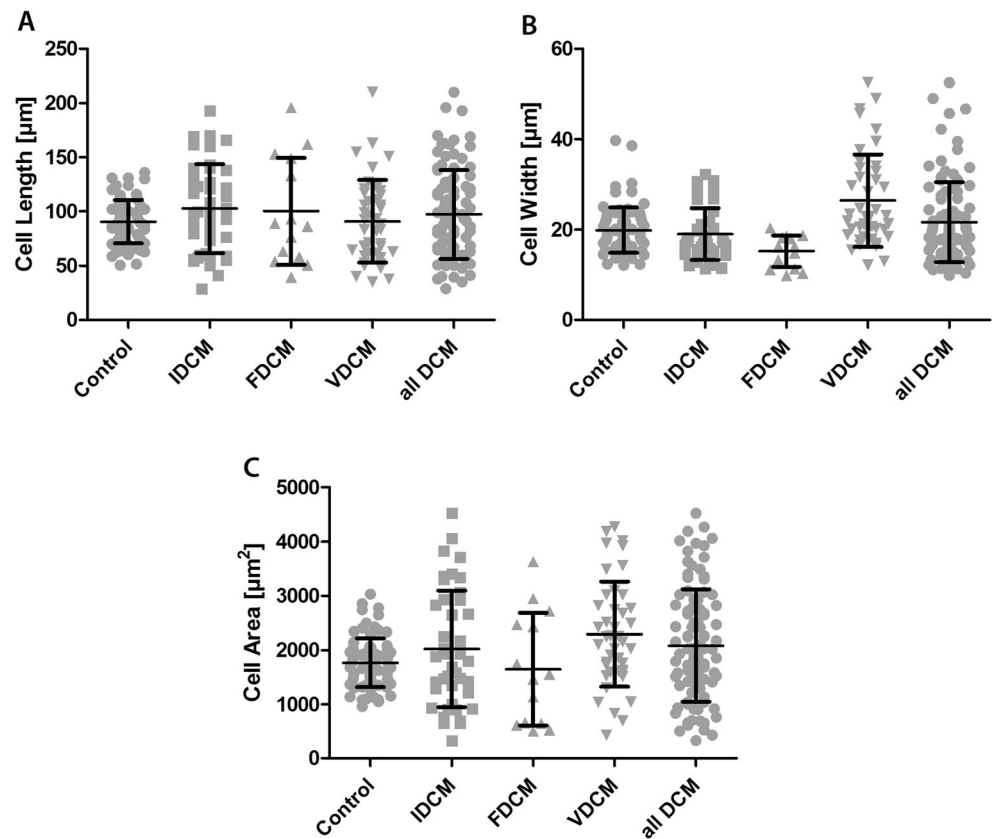 A
Cell Length [µm]
250
200
150
100
50
0
Control
IDCM
FDCM
VDCM
all DCM
B
Cell Width [µm]
60
40
20
0
Control
IDCM
FDCM
VDCM
all DCM
C
Cell Area [µm²]
5000
4000
3000
2000
1000
0
Control
IDCM
FDCM
VDCM
all DCM